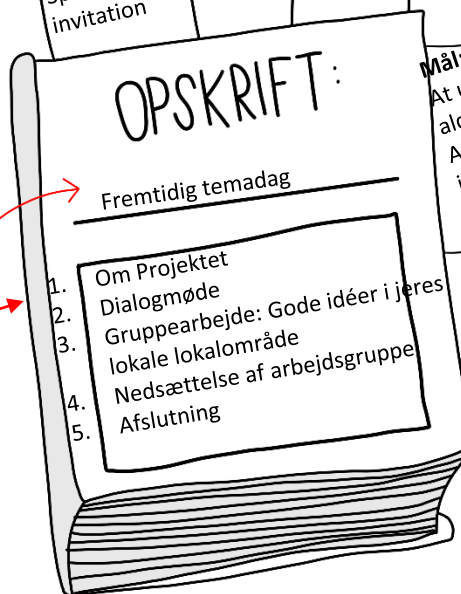 invitation
OPSKRIFT:
Mål:
At
Fremtidig temadag
1. Om Projektet
2. Dialogmøde
3. Gruppearbejde: Gode idéer i jeres
lokale lokalområde
4. Nedsættelse af arbejdsgruppe
5. Afslutning